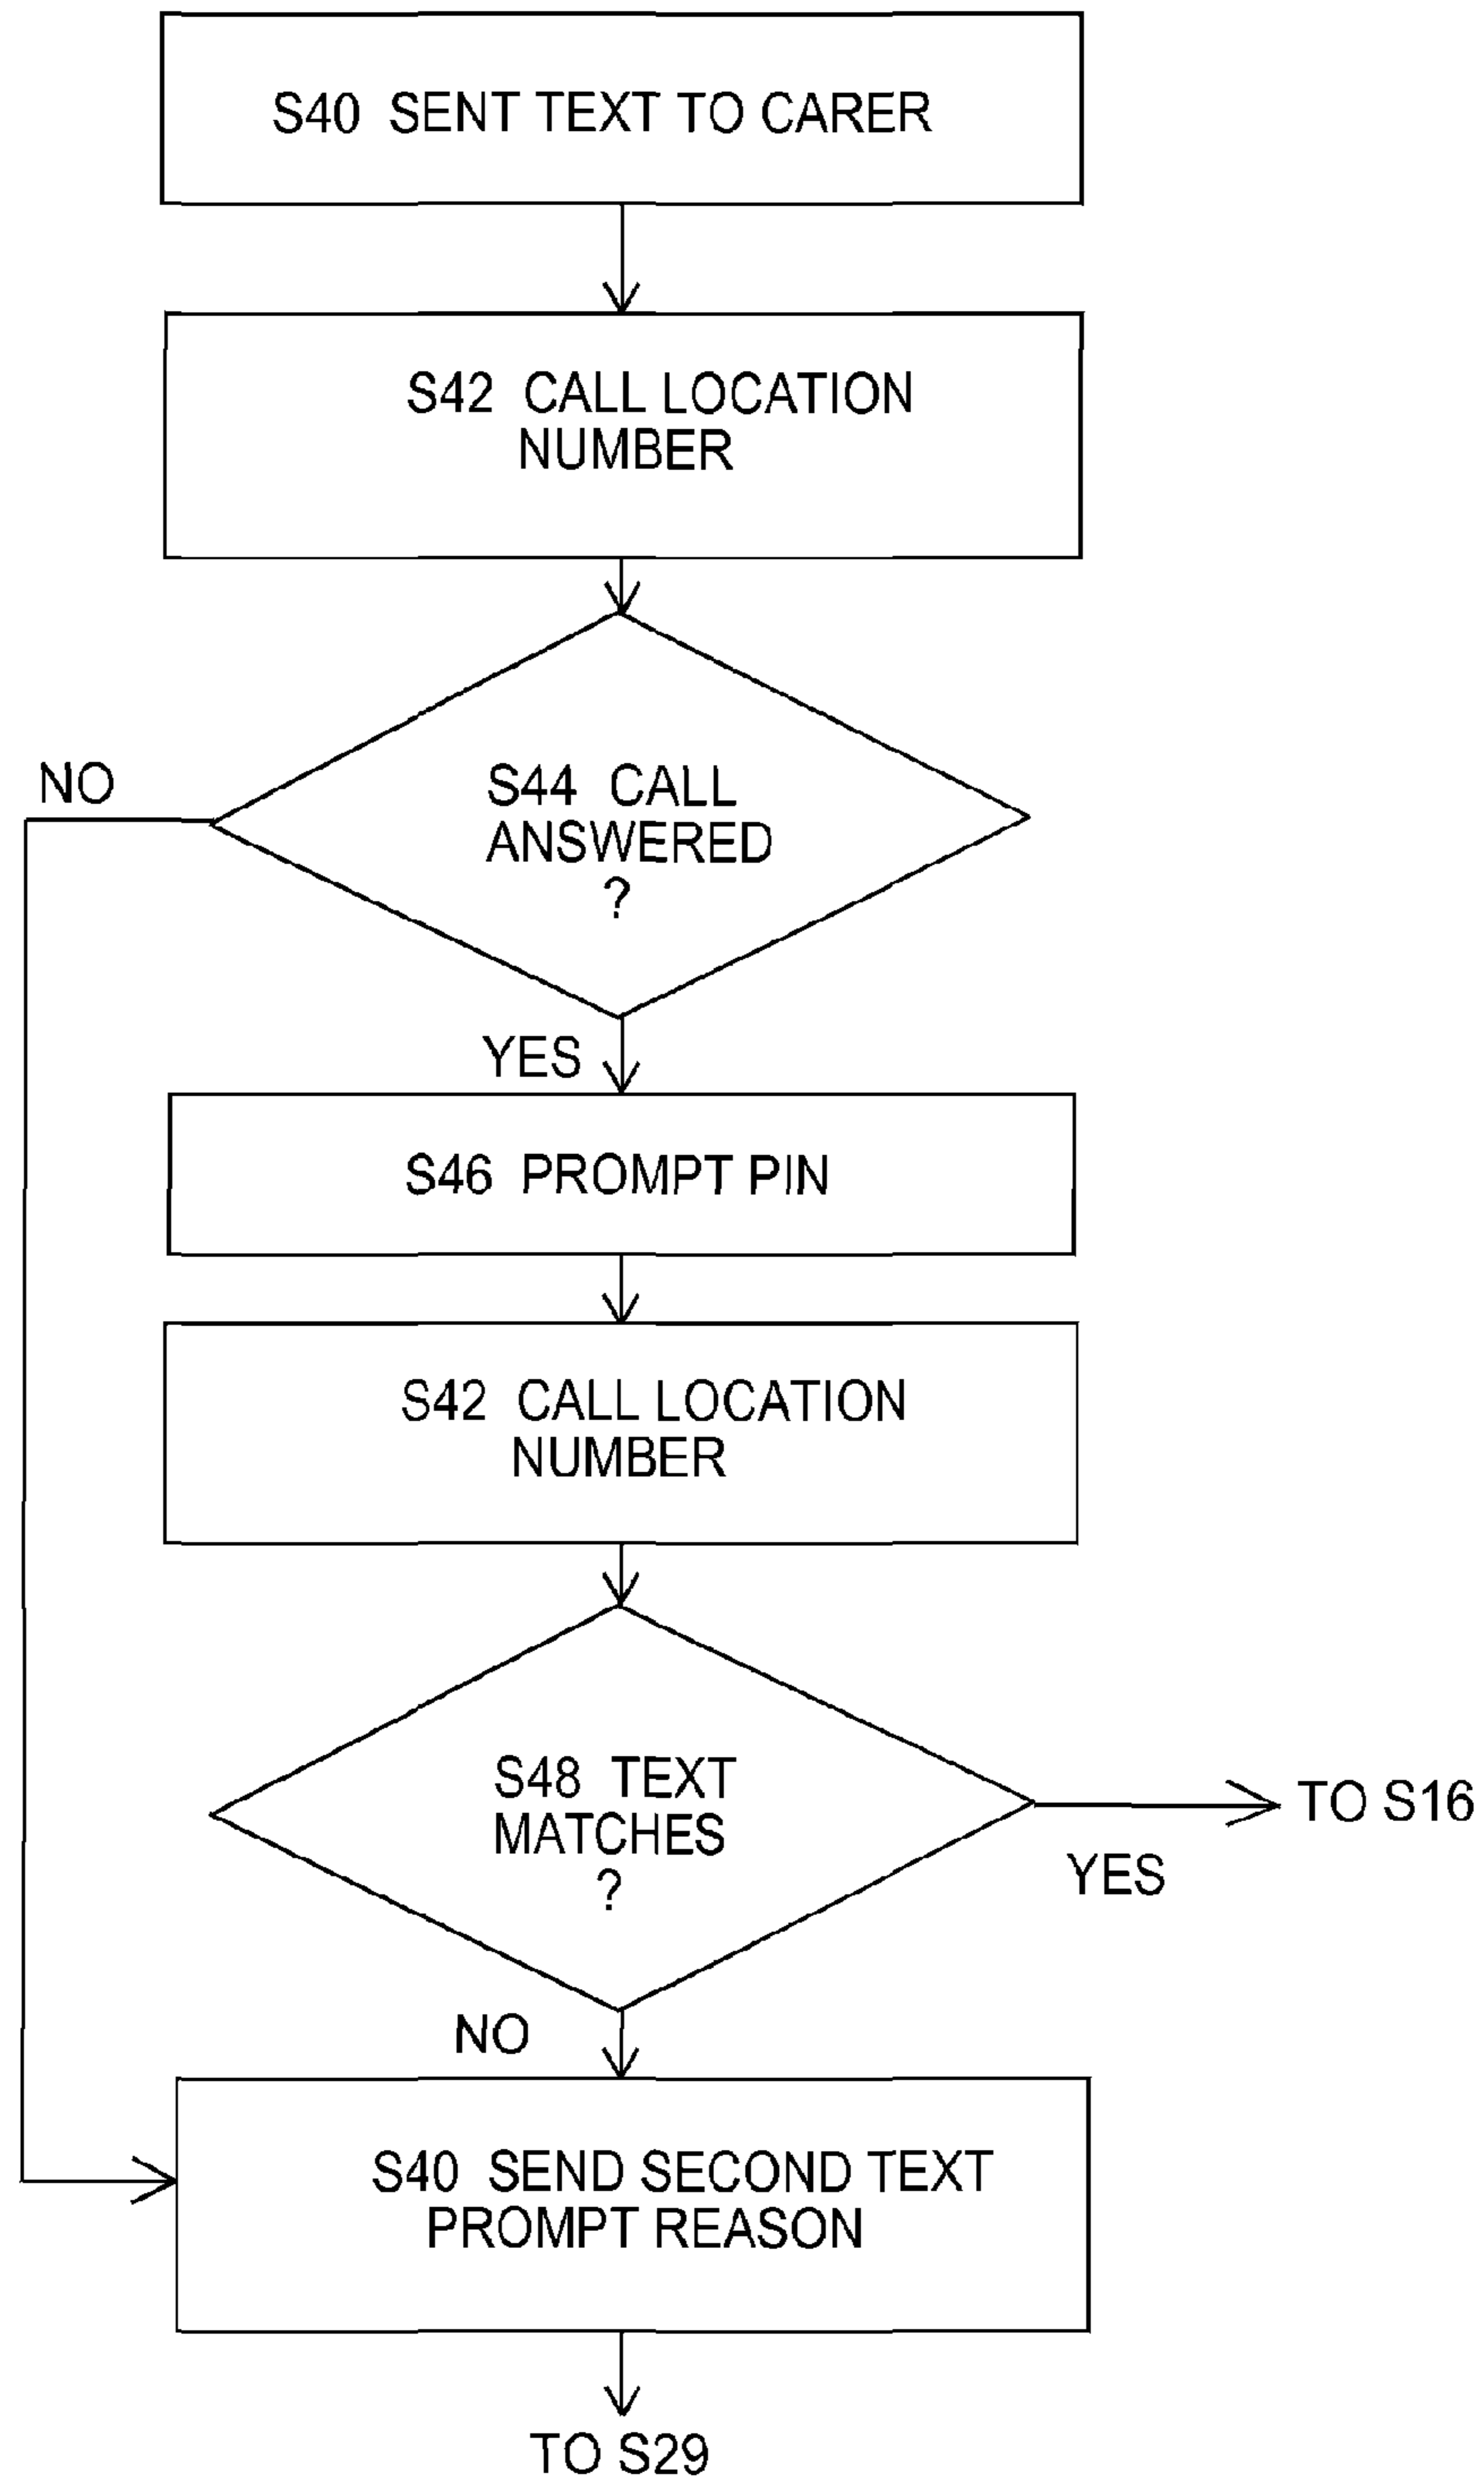 S40 SENT TEXT TO CARER
S42 CALL LOCATION
NUMBER
NO
S44 CALL
ANSWERED
?
YES
S46 PROMPT PIN
S42 CALL LOCATION
NUMBER
S48 TEXT
MATCHES
?
TO S16
YES
NO
S40 SEND SECOND TEXT
PROMPT REASON
TO S29